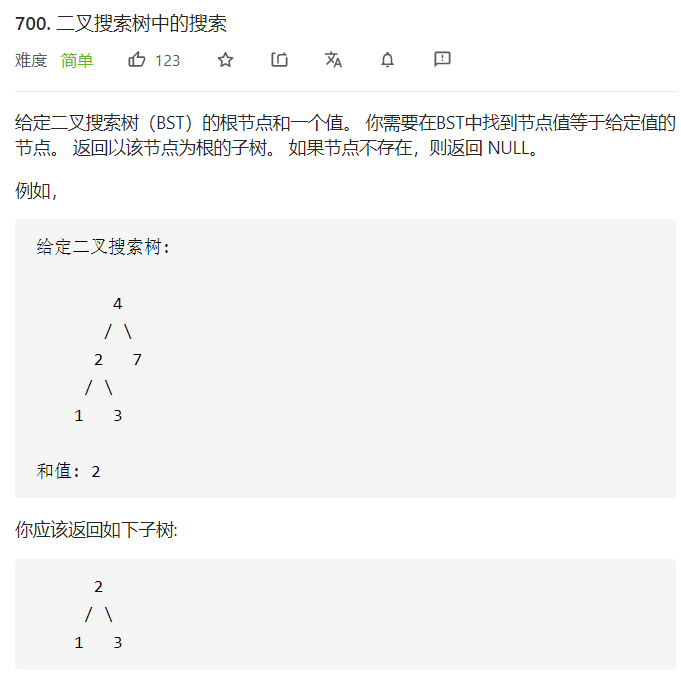 700. 二叉搜索树中的搜索
难度 简单 123
给定二叉搜索树（BST）的根节点和一个值。 你需要在BST中找到节点值等于给定值的
节点。 返回以该节点为根的子树。 如果节点不存在，则返回 NULL。
例如，
给定二叉搜索树:
4
/ \
2 7
/ \
1 3
和值: 2
你应该返回如下子树:
2
/ \
1 3